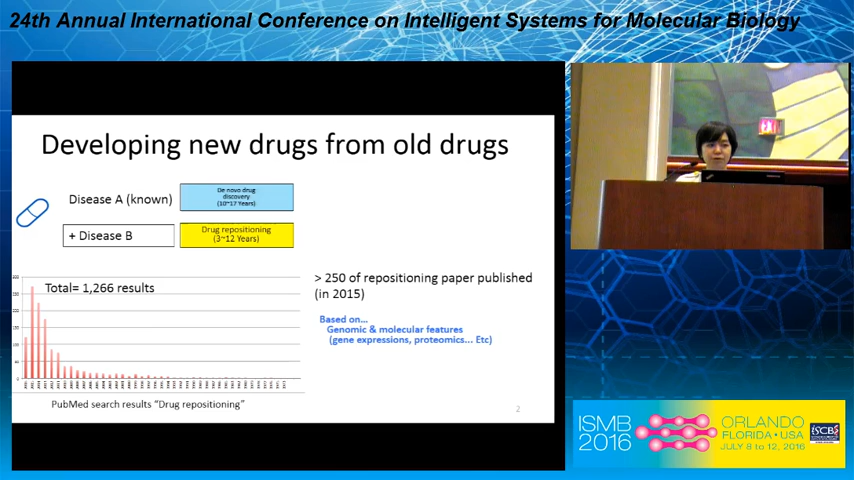 24th Annual International Conference on Intelligent Systems for Molecular Biology
Developing new drugs from old drugs
Disease A (known)
De novo drug
discovery
(10~17 Years)
+ Disease B
Drug repositioning
(3~12 Years)
Total= 1,266 results
> 250 of repositioning paper published
(in 2015)
Based on...
Genomic & molecular features
(gene expressions, proteomics... Etc)
PubMed search results "Drug repositioning"
2
ISMB
2016
ORLANDO
FLORIDA • USA
JULY 8 to 12, 2016
ISCB